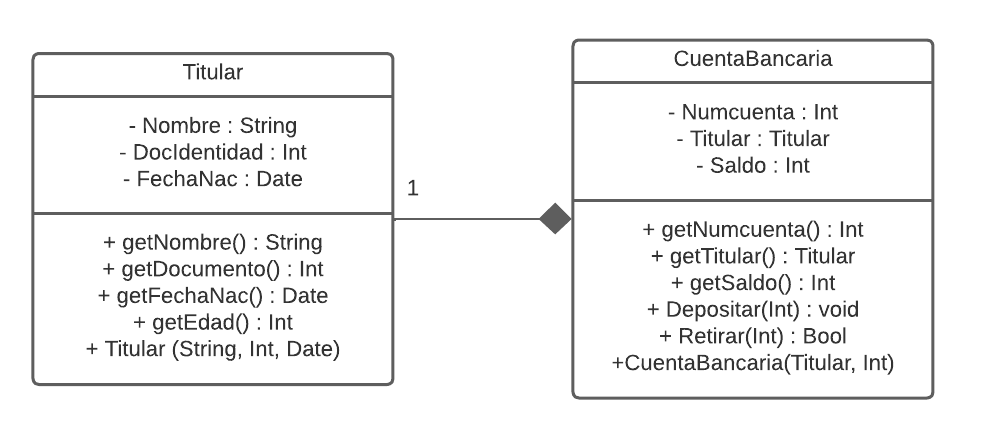 Titular
- Nombre : String
- DocIdentidad : Int
- FechaNac : Date
+ getNombre() : String
+ getDocumento() : Int
+ getFechaNac() : Date
+ getEdad() : Int
+ Titular (String, Int, Date)
1
CuentaBancaria
- Numcuenta : Int
- Titular : Titular
- Saldo : Int
+ getNumcuenta() : Int
+ getTitular() : Titular
+ getSaldo() : Int
+ Depositar(Int) : void
+ Retirar(Int) : Bool
+CuentaBancaria(Titular, Int)